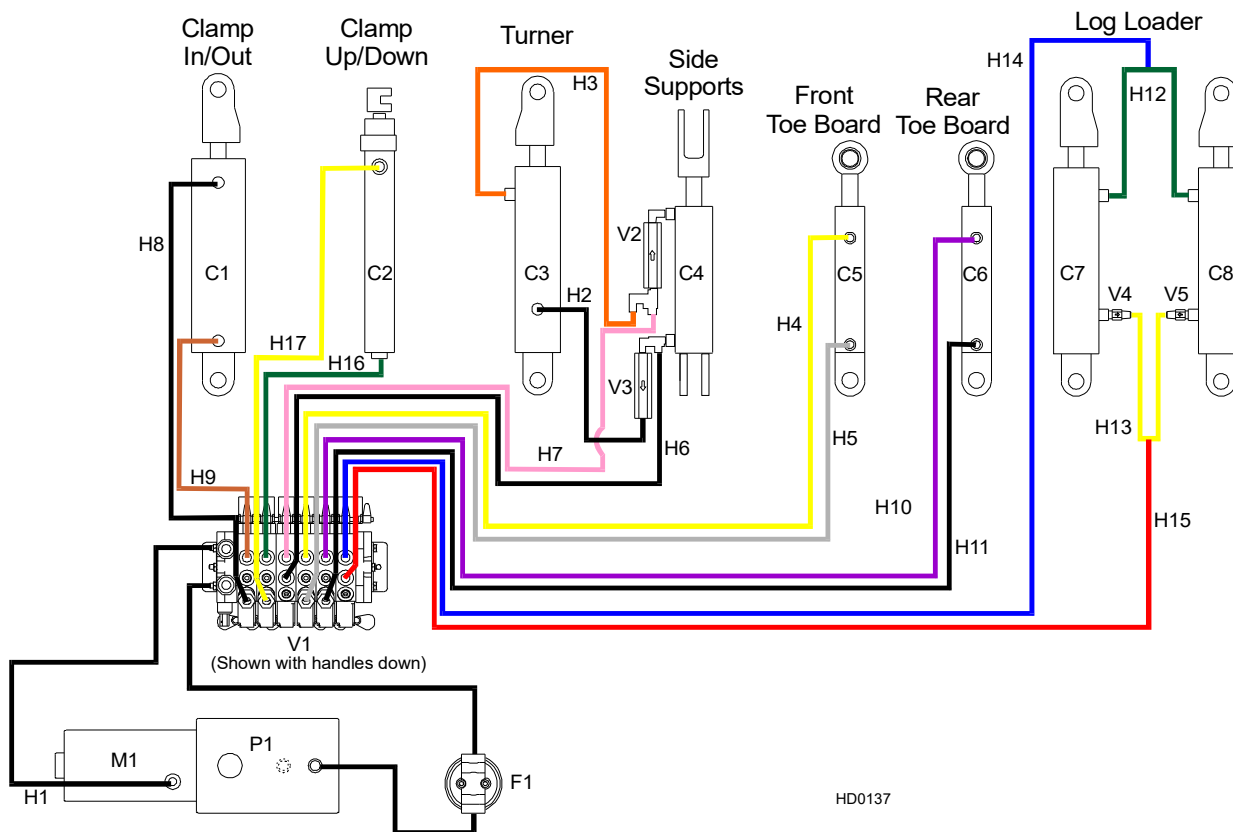 Clamp
In/Out
Clamp
Up/Down
Turner
Side
Supports
Front
Toe Board
Rear
Toe Board
Log Loader
H14
H3
H12
H8
V2
C1
C2
C3
C4
C5
C6
C7
C8
H2
V4
V5
H4
H17
H16
V3
H13
H9
H7
H6
H5
H10
H15
H11
V1
(Shown with handles down)
P1
M1
F1
H1
HD0137